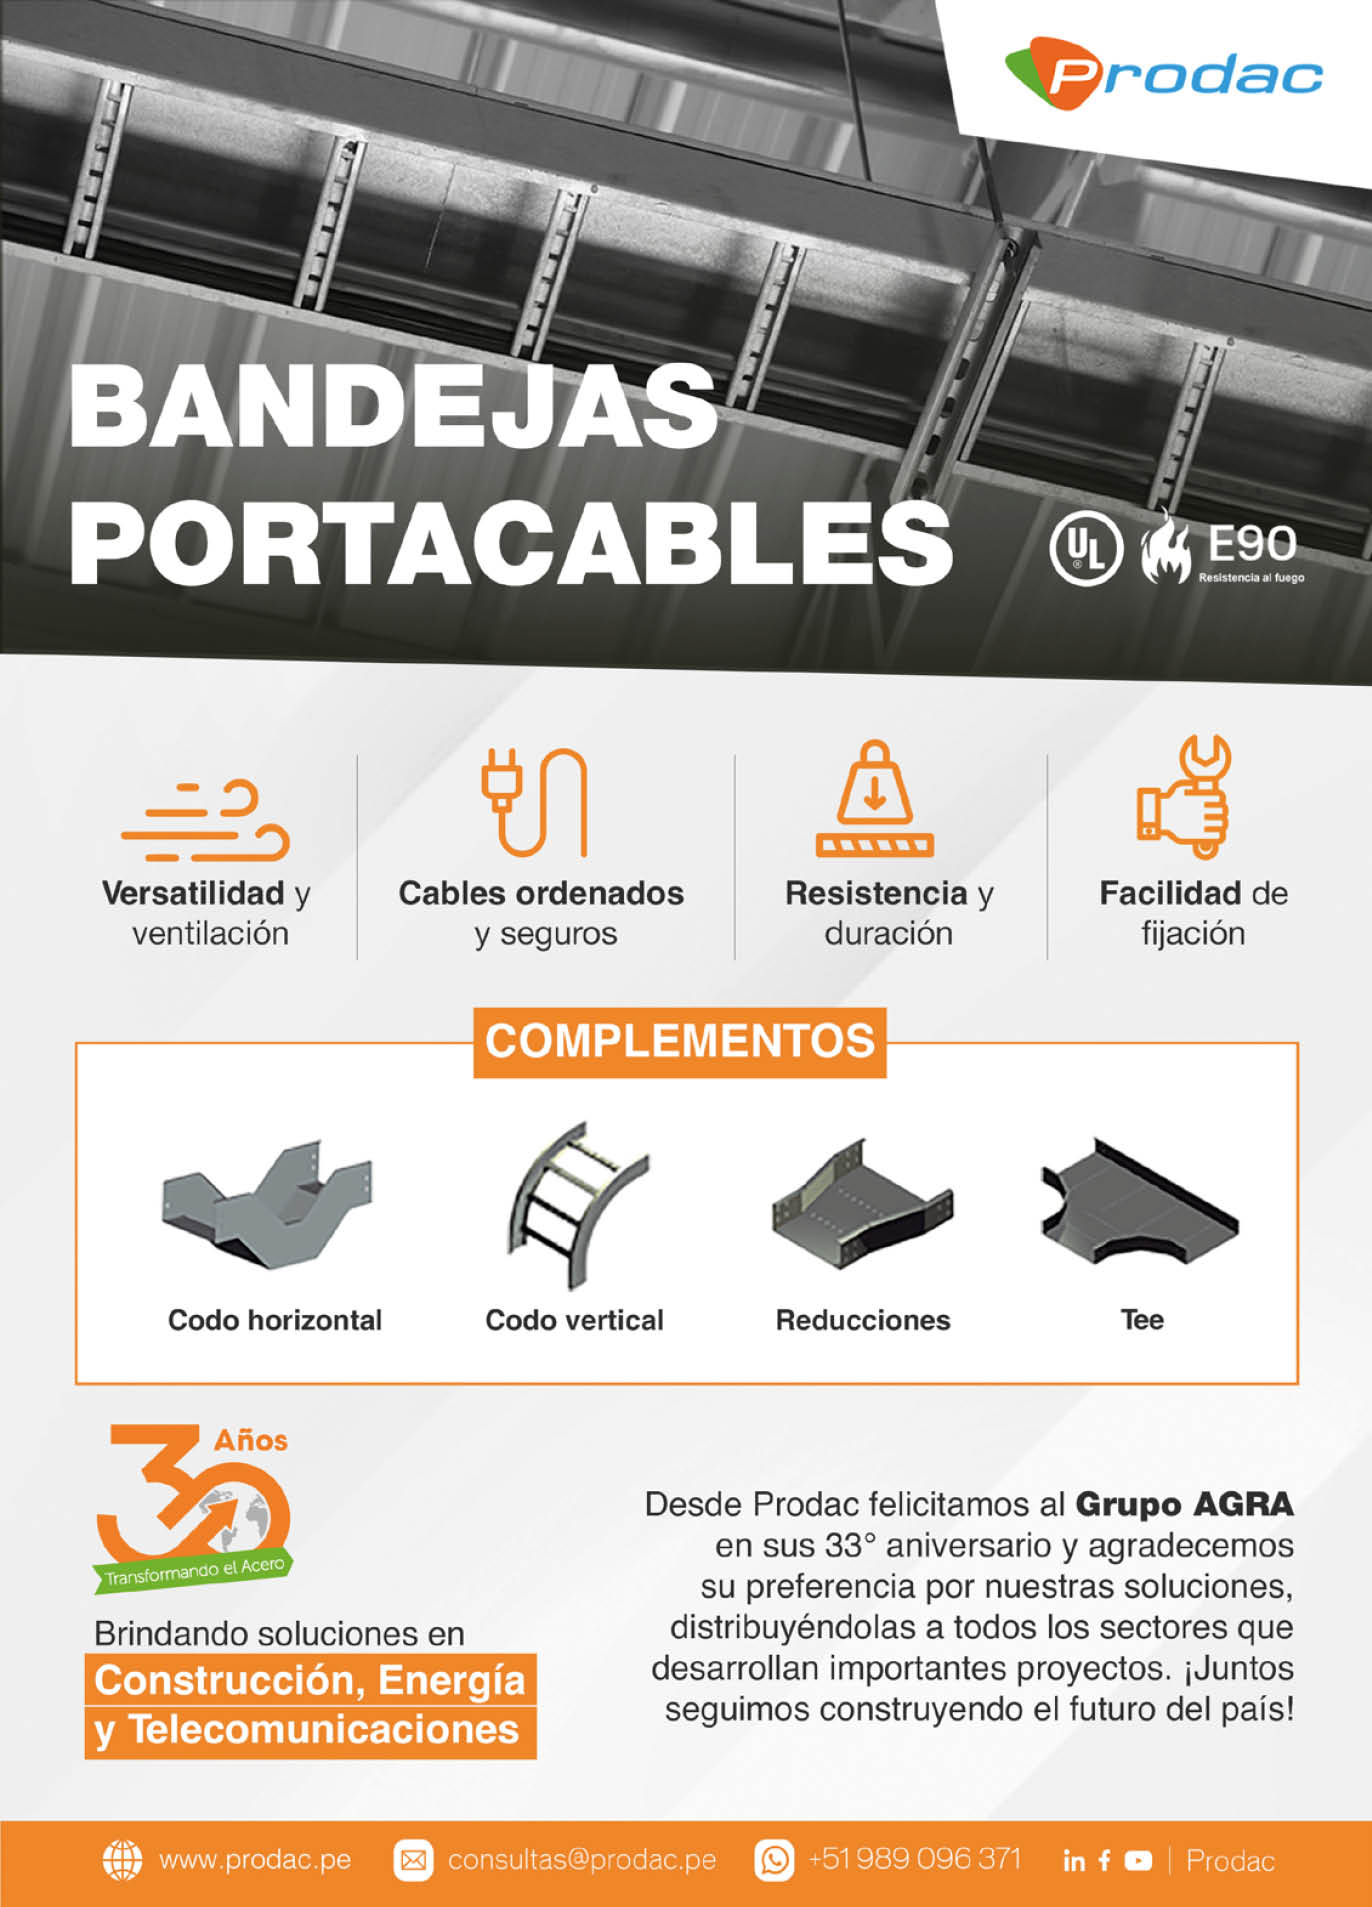 Prodac
BANDEJAS
PORTACABLES
UL
®
E90
Resistencia al fuego
Versatilidad y
ventilación
Cables ordenados
y seguros
Resistencia y
duración
Facilidad de
fijación
COMPLEMENTOS
Codo horizontal
Codo vertical
Reducciones
Tee
30 Años
Transformando el Acero
Brindando soluciones en
Construcción, Energía
y Telecomunicaciones
Desde Prodac felicitamos al Grupo AGRA
en sus 33° aniversario y agradecemos
su preferencia por nuestras soluciones,
distribuyéndolas a todos los sectores que
desarrollan importantes proyectos. ¡Juntos
seguimos construyendo el futuro del país!
www.prodac.pe
consultas@prodac.pe
+51 989 096 371
in f | Prodac